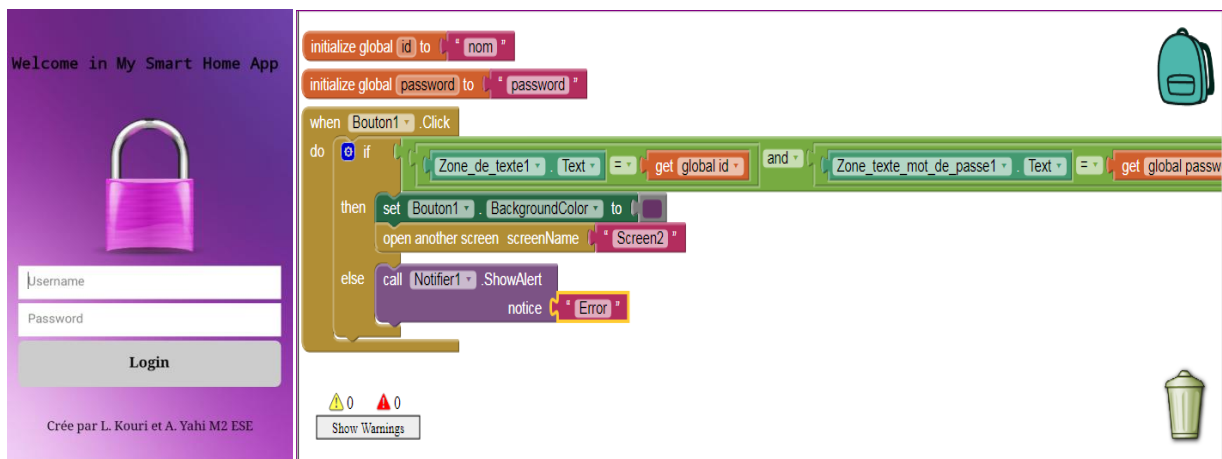 Welcome in My Smart Home App
Username
Password
Login
Crée par L. Kouri et A. Yahi M2 ESE
initialize global id to " nom "
initialize global password to " password "
when Bouton1 .Click
do if Zone_de_texte1 . Text = get global id and Zone_texte_mot_de_passe1 . Text = get global passw
then set Bouton1 . BackgroundColor to
open another screen screenName " Screen2 "
else call Notifier1 .ShowAlert
notice " Error "
0 0
Show Warnings